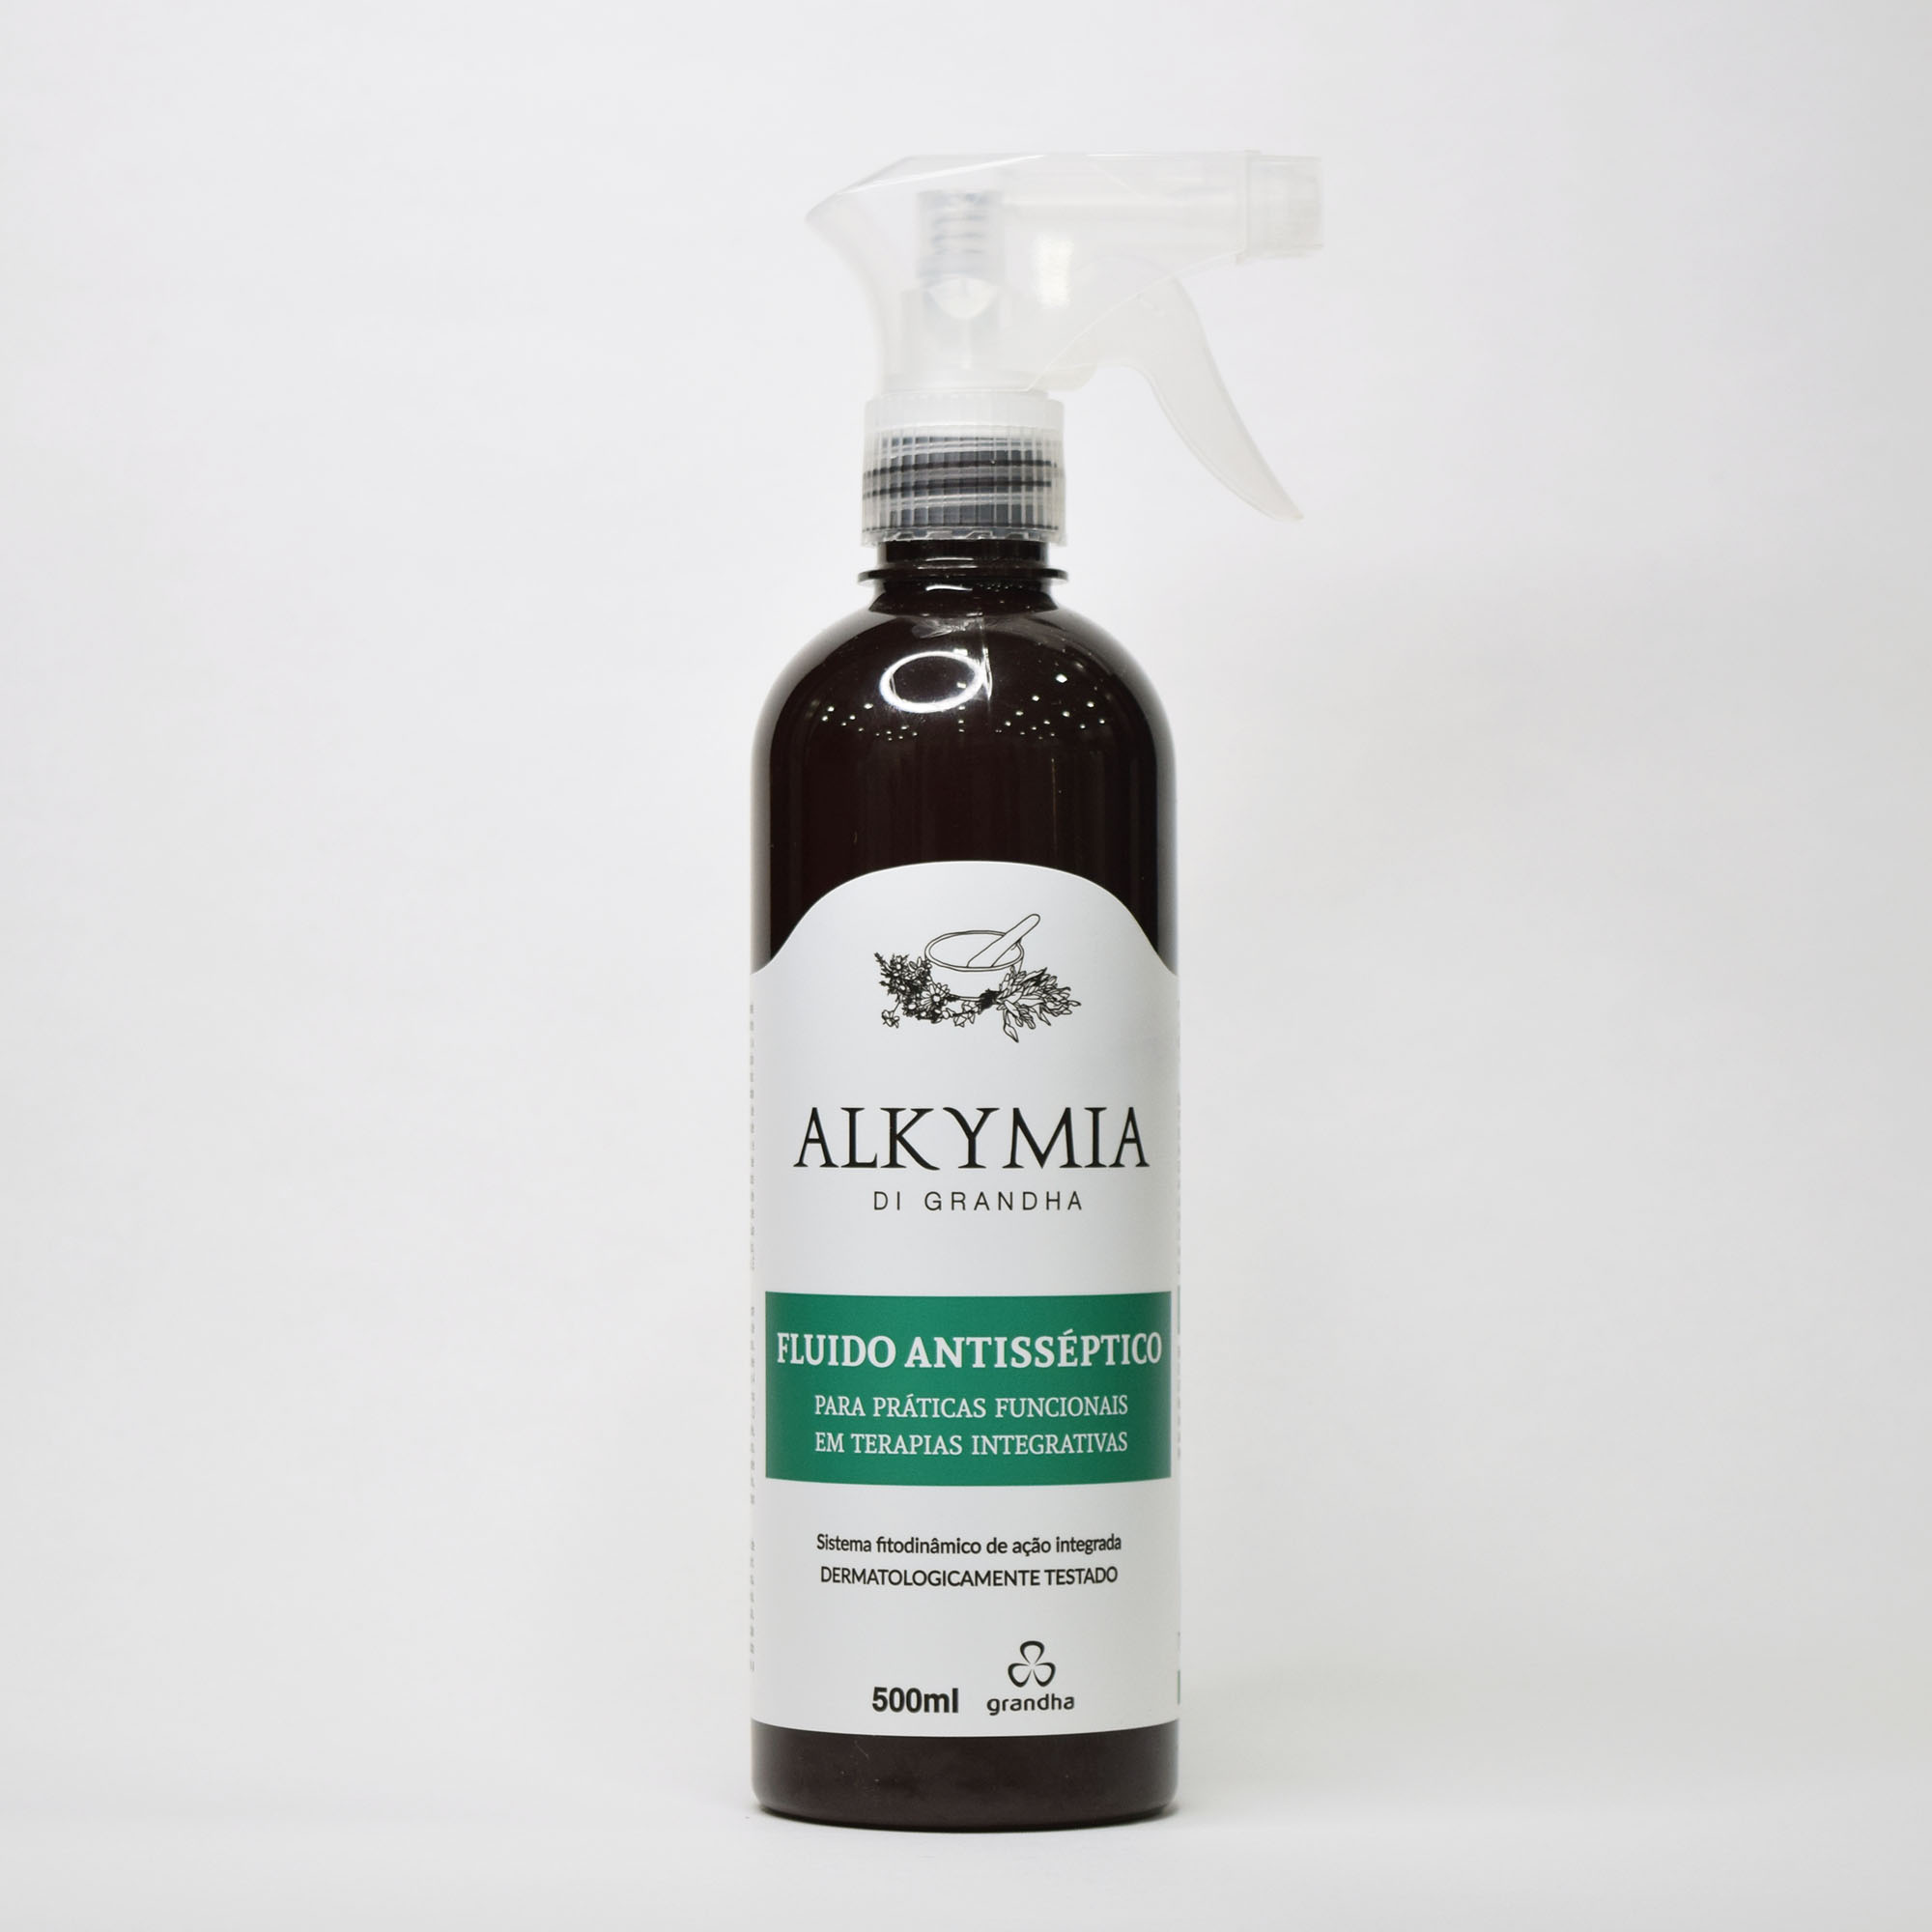 ALKYMIA
DI GRANDHA
FLUIDO ANTISSÉPTICO
PARA PRÁTICAS FUNCIONAIS
EM TERAPIAS INTEGRATIVAS
Sistema fitodinâmico de ação integrada
DERMATOLOGICAMENTE TESTADO
500ml
grandha